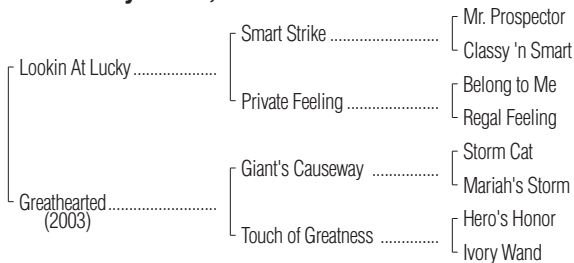 Mr. Prospector
Smart Strike ........................
Classy 'n Smart
Lookin At Lucky ...................
Belong to Me
Private Feeling ....................
Regal Feeling
Storm Cat
Giant's Causeway ...............
Mariah's Storm
Greathearted .........................
(2003)
Hero's Honor
Touch of Greatness .............
Ivory Wand